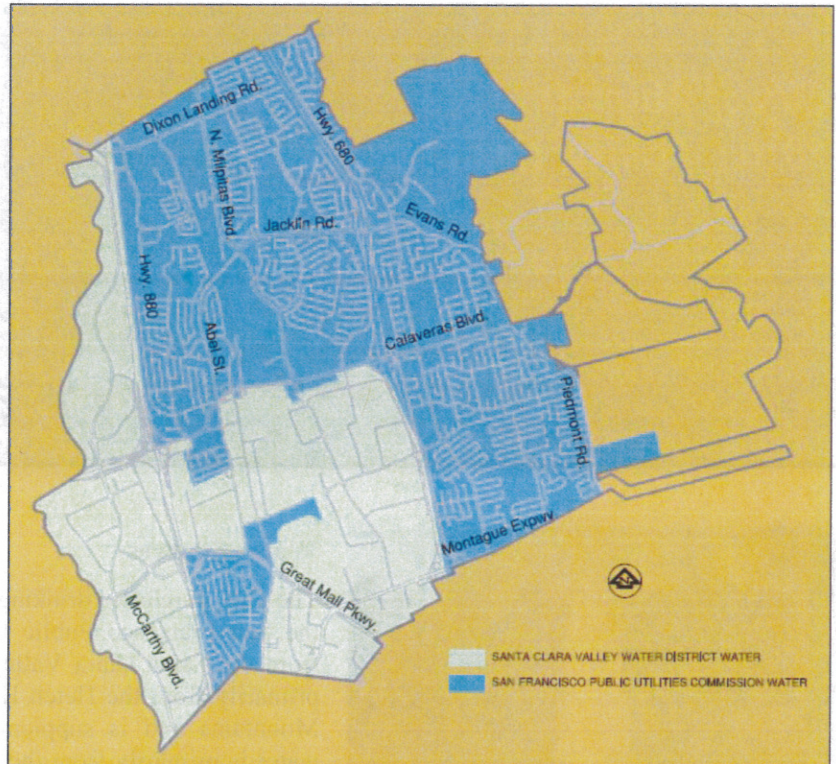 Dixon Landing Rd.
N. Milpitas Blvd.
Hwy. 680
Jacklin Rd.
Evans Rd.
Hwy. 880
Abel St.
Calaveras Blvd.
Piedmont Rd
Montague Expwy
Great Mall Pkwy.
McCarthy Blvd.
N
SANTA CLARA VALLEY WATER DISTRICT WATER
SAN FRANCISCO PUBLIC UTILITIES COMMISSION WATER